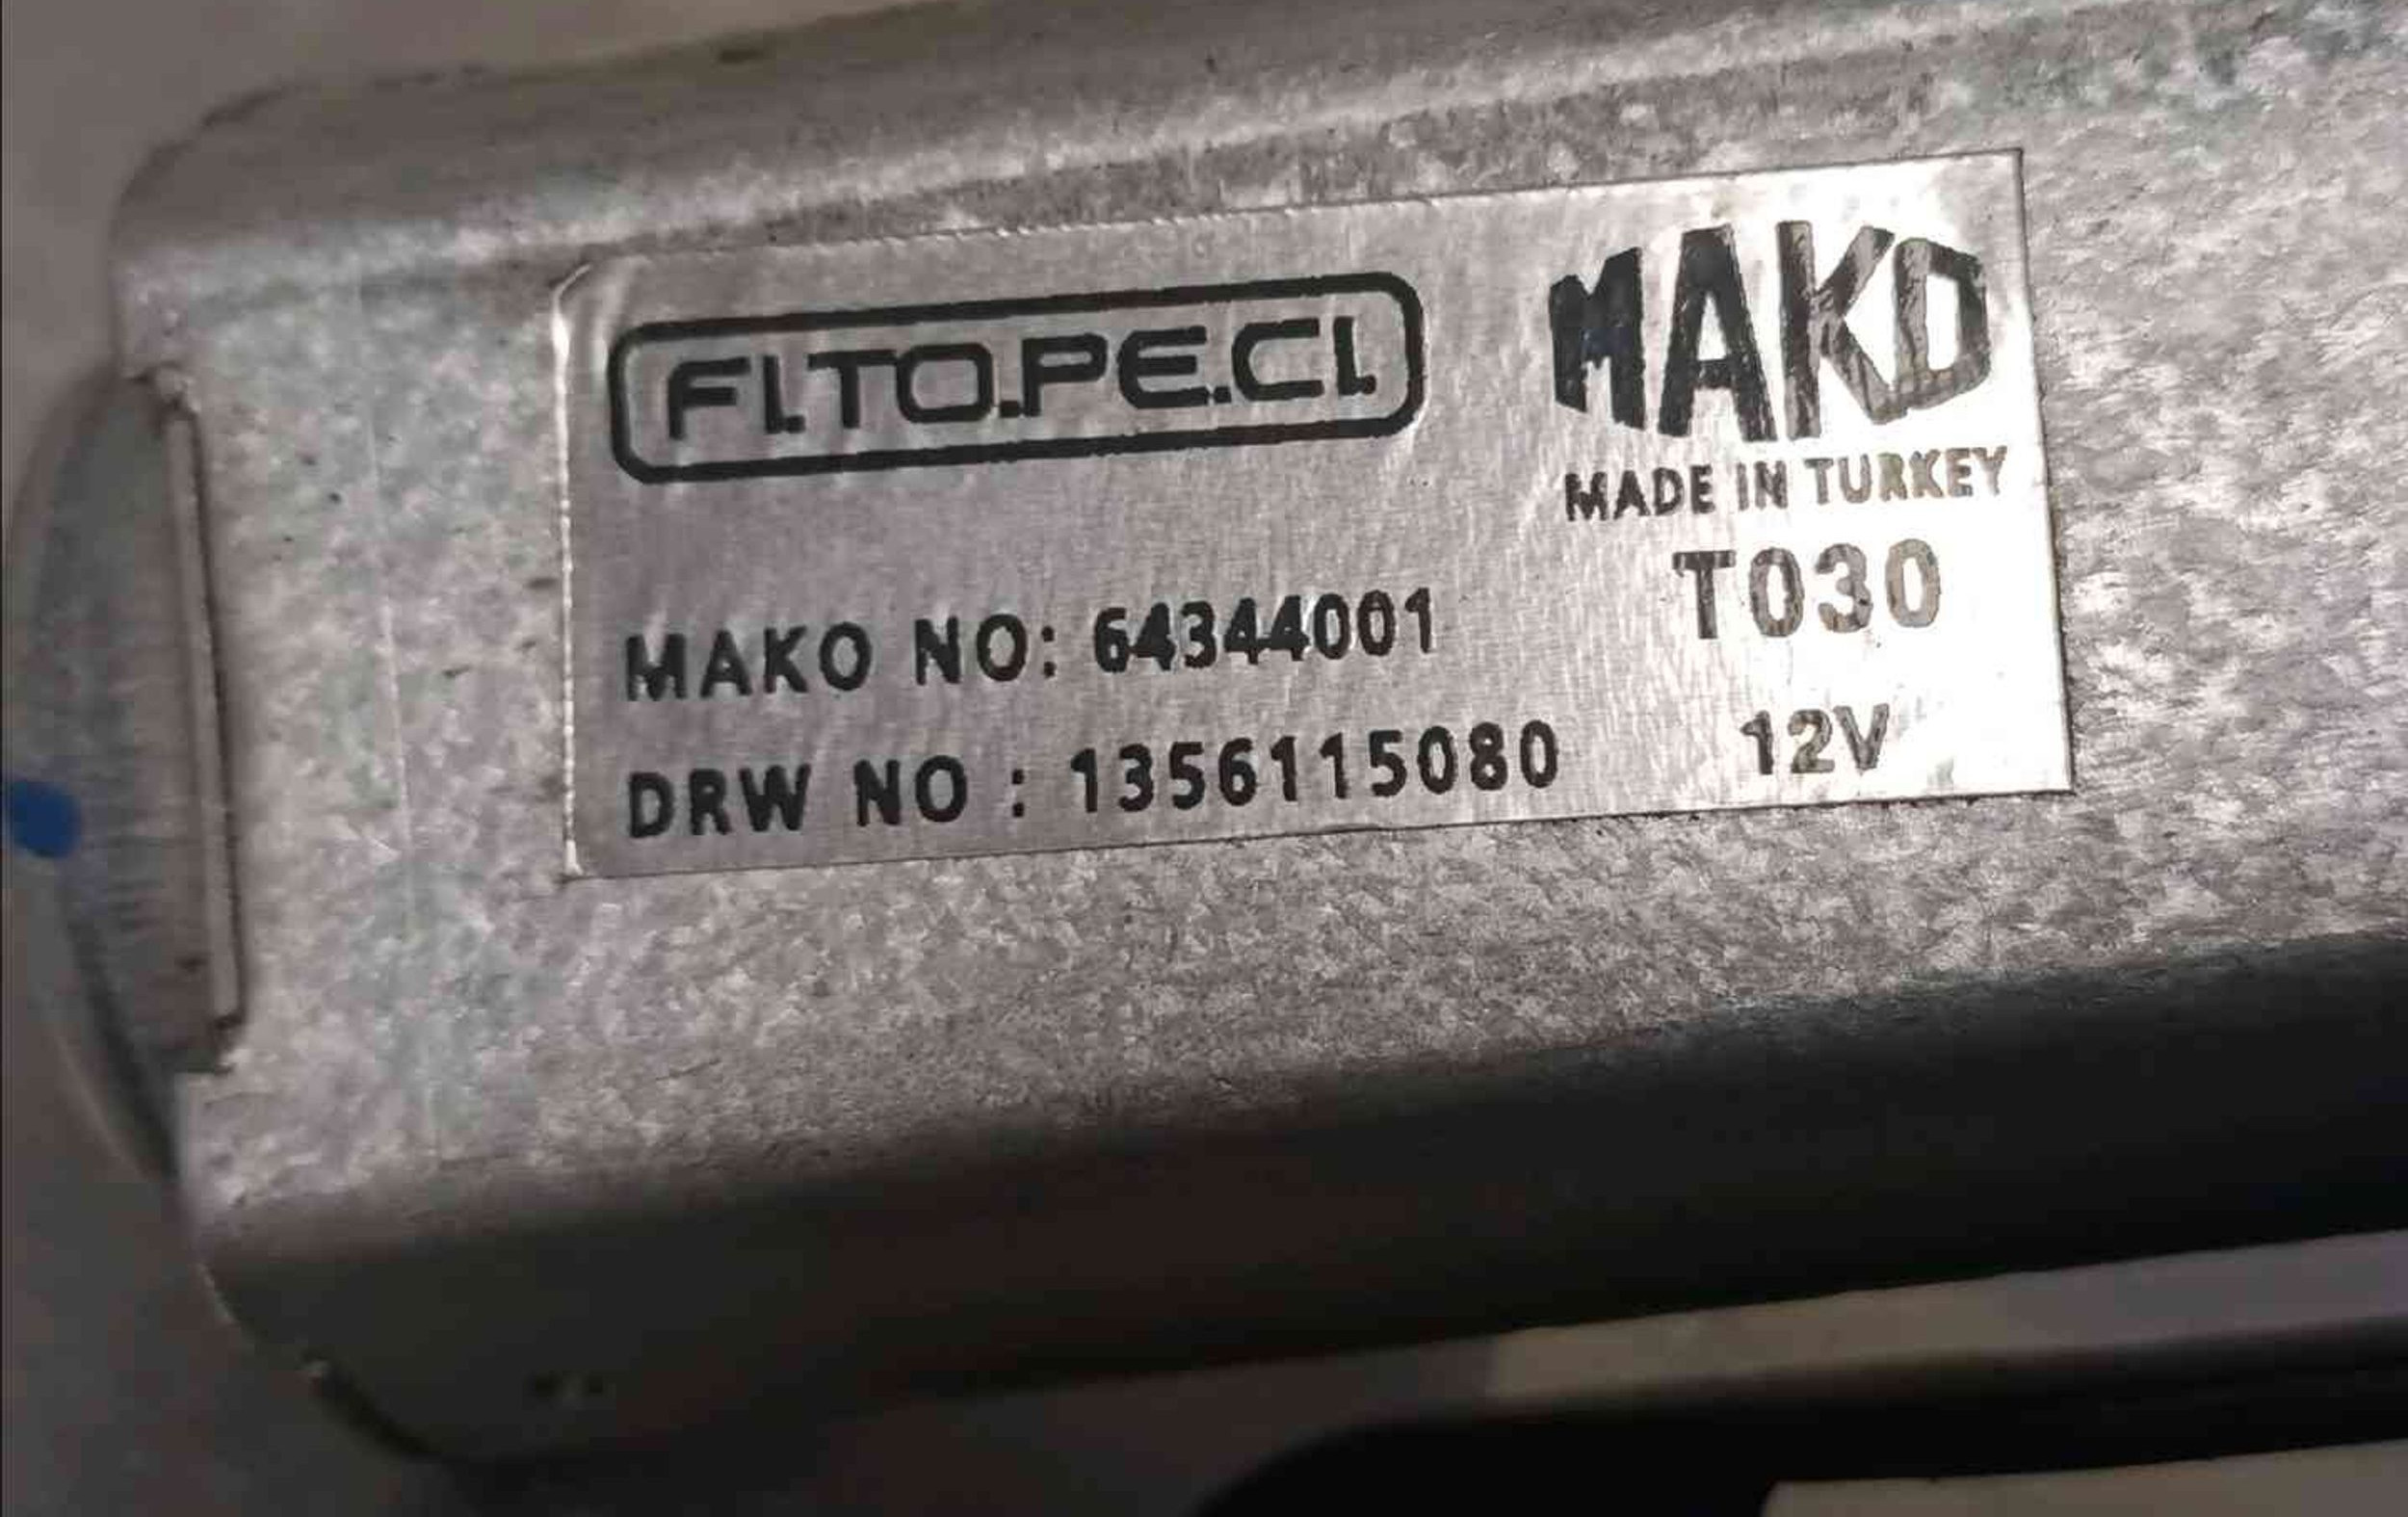 FI.TO.PE.CI.
MAKO
MADE IN TURKEY
T030
MAKO NO: 64344001
DRW NO : 1356115080
12V